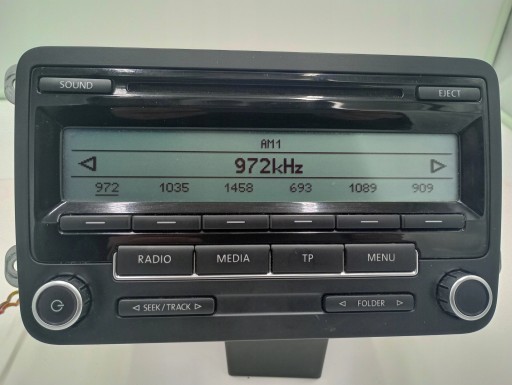 SOUND
EJECT
AM1
972kHz
972 1035 1458 693 1089 909
RADIO MEDIA TP MENU
SEEK/TRACK FOLDER